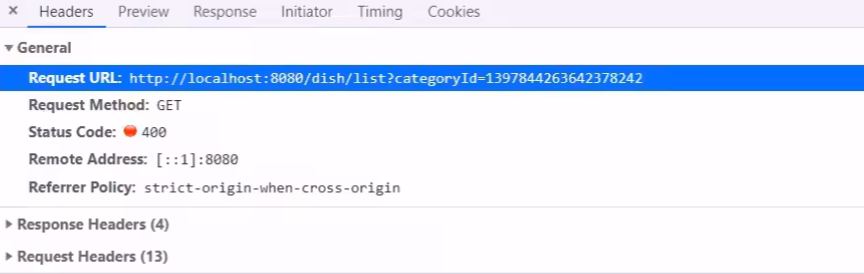 × Headers Preview Response Initiator Timing Cookies
▼General
Request URL: http://localhost:8080/dish/list?categoryId=1397844263642378242
Request Method: GET
Status Code: 400
Remote Address: [::1]:8080
Referrer Policy: strict-origin-when-cross-origin
▶Response Headers (4)
▶Request Headers (13)